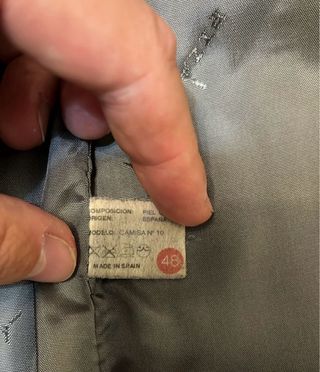 COMPOSICION: PIEL
ORIGEN: ESPAÑA
MODELO: CAMISA Nº 10
48
MADE IN SPAIN